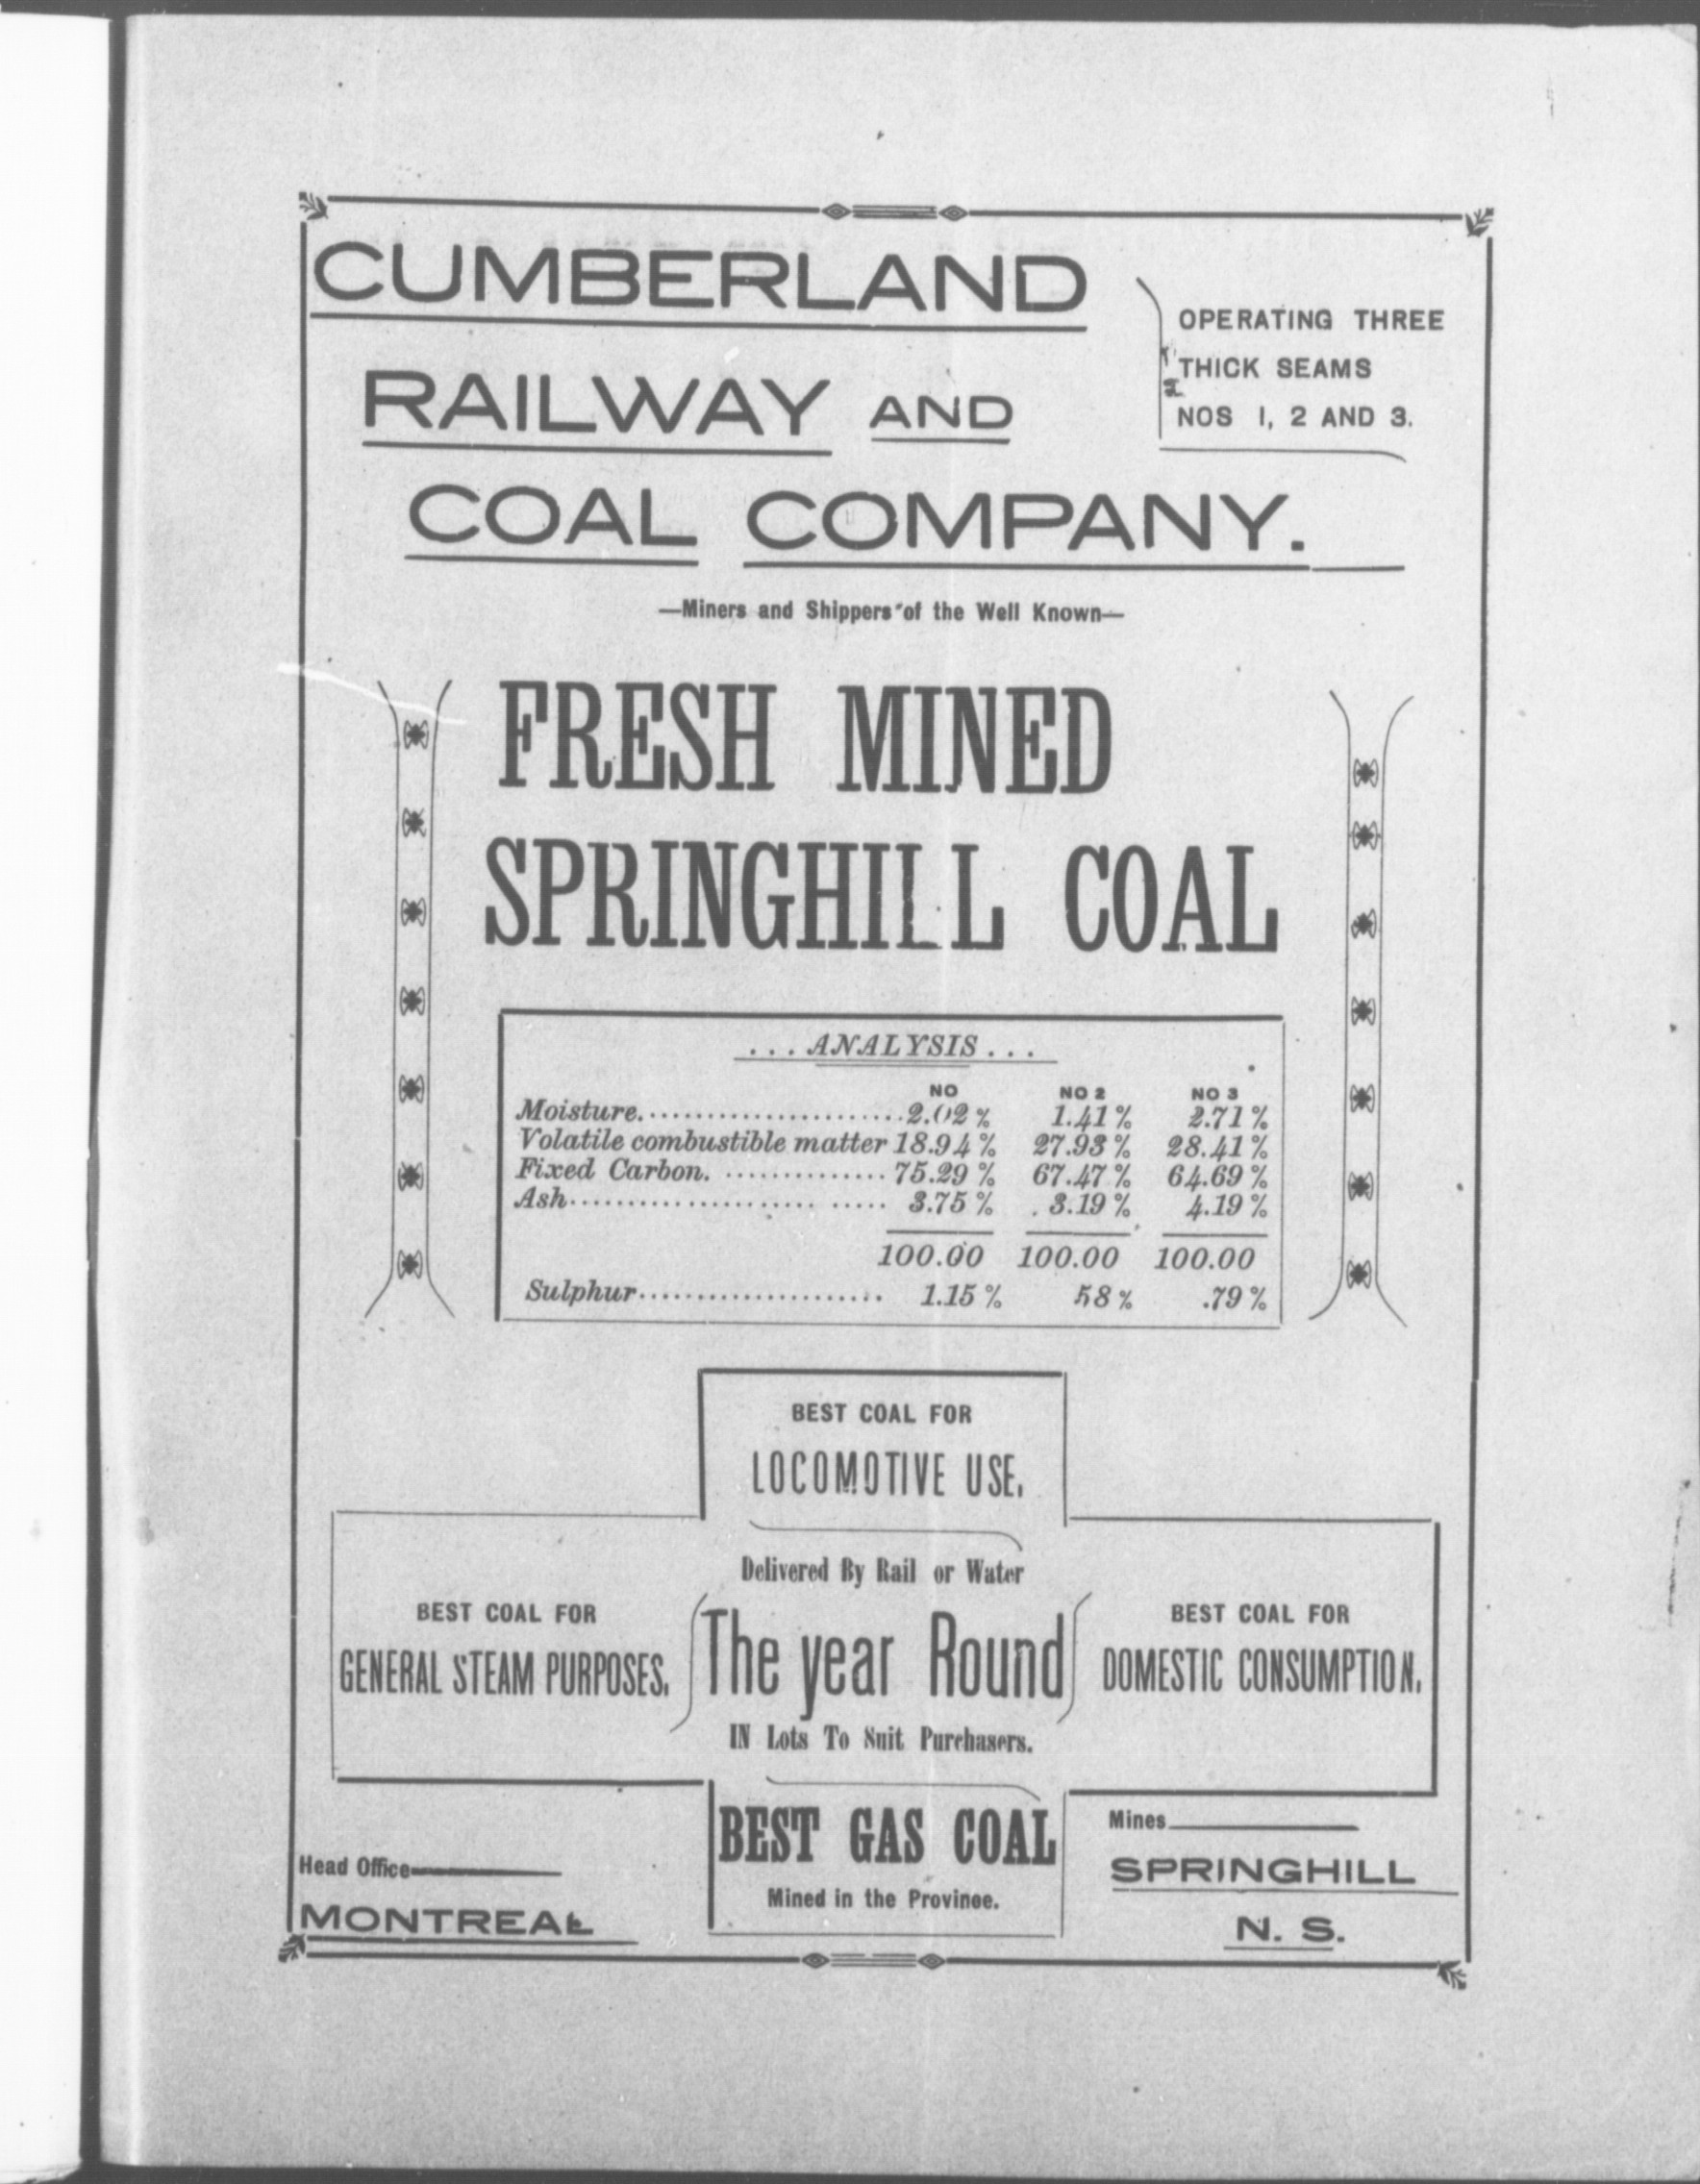 CUMBERLAND
RAILWAY AND
COAL COMPANY.
OPERATING THREE
THICK SEAMS
NOS 1, 2 AND 3.
—Miners and Shippers of the Well Known—
FRESH MINED
SPRINGHILL COAL
...ANALYSIS...
NO NO 2 NO 3
Moisture........................2.02% 1.41% 2.71%
Volatile combustible matter 18.94% 27.93% 28.41%
Fixed Carbon. .............. 75.29% 67.47% 64.69%
Ash........................... 3.75% 3.19% 4.19%
100.00 100.00 100.00
Sulphur..................... 1.15% 58% .79%
BEST COAL FOR
LOCOMOTIVE USE,
BEST COAL FOR
GENERAL STEAM PURPOSES,
Delivered By Rail or Water
The year Round
IN Lots To Suit Purchasers.
BEST COAL FOR
DOMESTIC CONSUMPTION,
BEST GAS COAL
Mined in the Province.
Head Office
MONTREAL
Mines
SPRINGHILL
N. S.